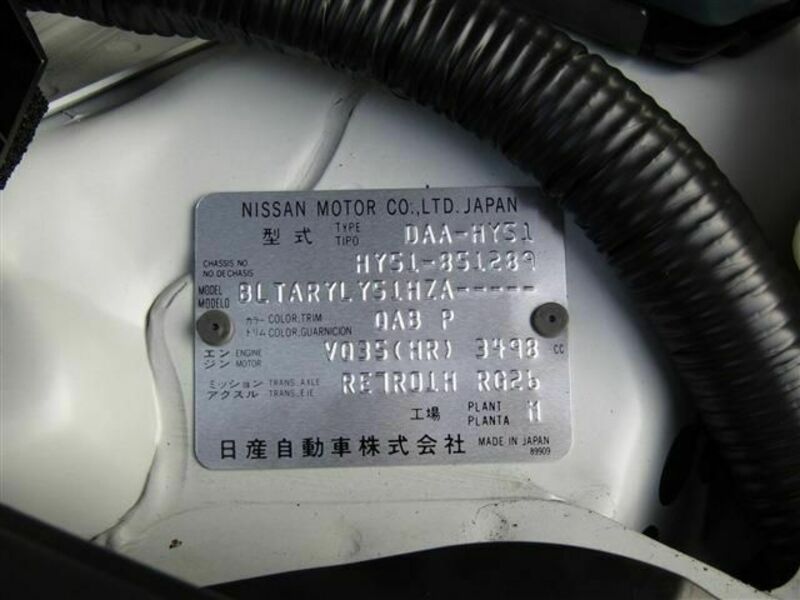 NISSAN MOTOR CO.,LTD. JAPAN
型式 TYPE TIPO DAA-HY51
CHASSIS NO. NO. DE CHASIS HY51-851289
MODEL MODELO BLTARYLY51HZA-----
カラー COLOR,TRIM トリム COLOR,GUARNICION QAB P
エンジン ENGINE MOTOR VQ35(HR) 3498 CC
ミッション TRANS.AXLE アクスル TRANS.EJE RE7R01H RG26
工場 PLANT PLANTA M
日産自動車株式会社 MADE IN JAPAN
89909